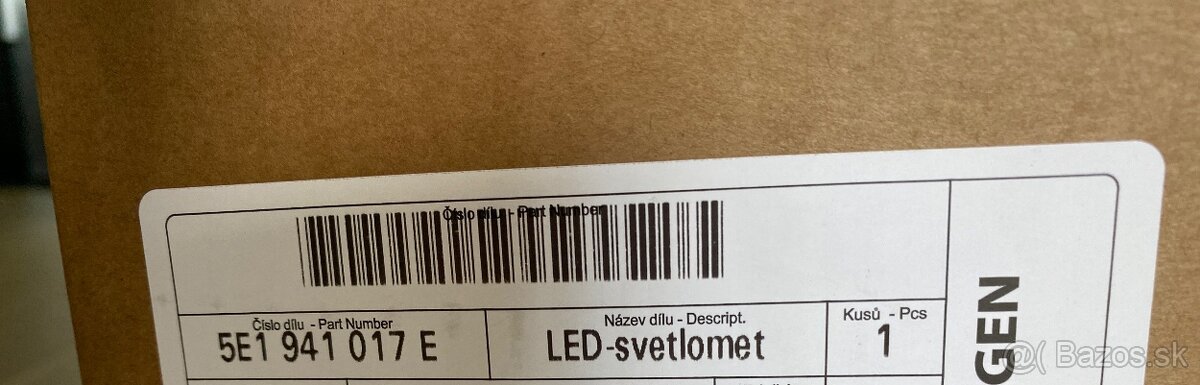 Číslo dílu - Part Number
Číslo dílu - Part Number
5E1 941 017 E
Název dílu - Descript.
LED-svetlomet
Kusů - Pcs
1
GEN
@( Bazos.sk